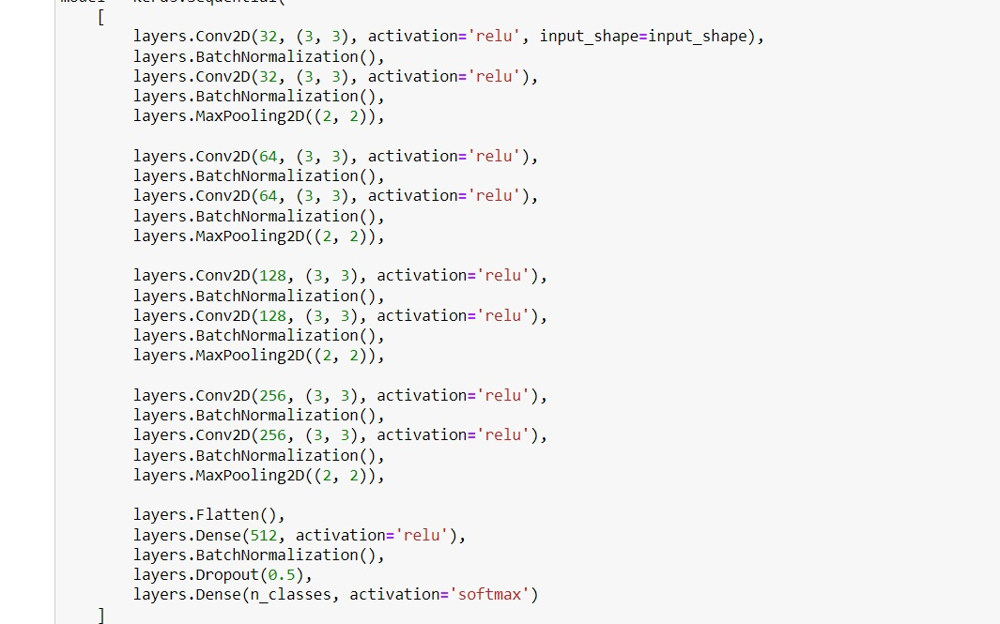 [
layers.Conv2D(32, (3, 3), activation='relu', input_shape=input_shape),
layers.BatchNormalization(),
layers.Conv2D(32, (3, 3), activation='relu'),
layers.BatchNormalization(),
layers.MaxPooling2D((2, 2)),
layers.Conv2D(64, (3, 3), activation='relu'),
layers.BatchNormalization(),
layers.Conv2D(64, (3, 3), activation='relu'),
layers.BatchNormalization(),
layers.MaxPooling2D((2, 2)),
layers.Conv2D(128, (3, 3), activation='relu'),
layers.BatchNormalization(),
layers.Conv2D(128, (3, 3), activation='relu'),
layers.BatchNormalization(),
layers.MaxPooling2D((2, 2)),
layers.Conv2D(256, (3, 3), activation='relu'),
layers.BatchNormalization(),
layers.Conv2D(256, (3, 3), activation='relu'),
layers.BatchNormalization(),
layers.MaxPooling2D((2, 2)),
layers.Flatten(),
layers.Dense(512, activation='relu'),
layers.BatchNormalization(),
layers.Dropout(0.5),
layers.Dense(n_classes, activation='softmax')
]